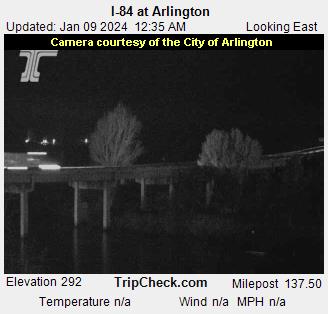 I-84 at Arlington
Updated: Jan 09 2024 12:35 AM Looking East
Camera courtesy of the City of Arlington
Elevation 292 TripCheck.com Milepost 137.50
Temperature n/a Wind n/a MPH n/a